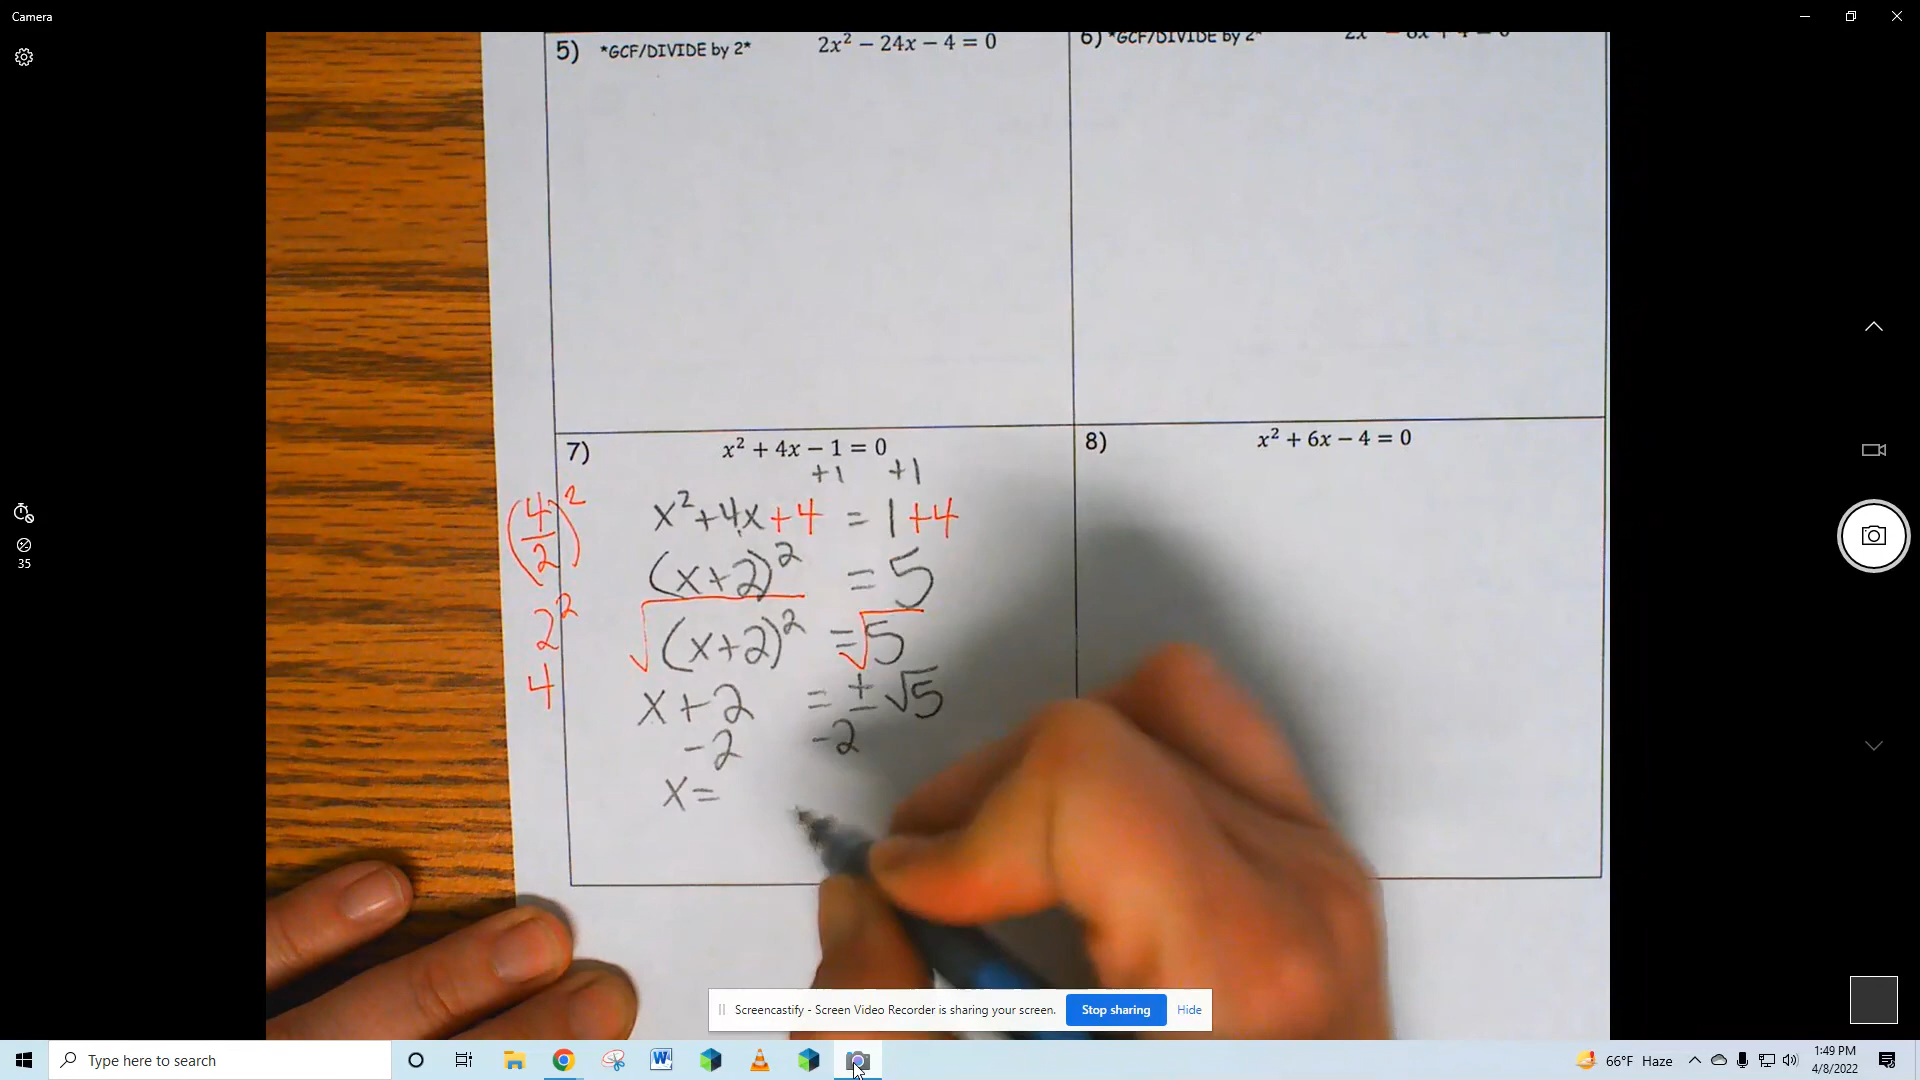 Camera
5) *GCF/DIVIDE by 2* 2x² − 24x − 4 = 0
6) *GCF/DIVIDE by 2*
7) x² + 4x − 1 = 0
+1 +1
x²+4x+4 = 1+4
(x+2)² = 5
√(x+2)² = √5
x+2 = ±√5
-2 -2
x=
(4/2)²
2²
4
8) x² + 6x − 4 = 0
35
Screencastify - Screen Video Recorder is sharing your screen.
Stop sharing
Hide
Type here to search
66°F Haze
1:49 PM
4/8/2022